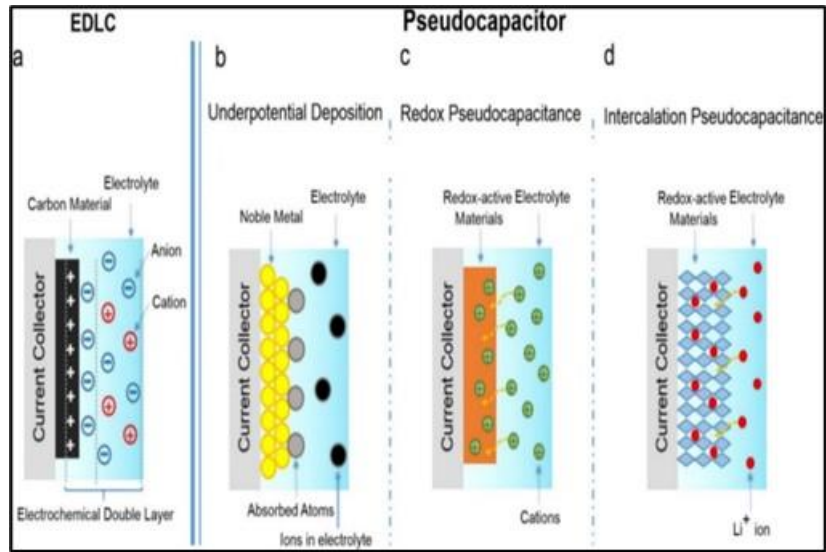 EDLC
Pseudocapacitor
a
b
c
d
Underpotential Deposition
Redox Pseudocapacitance
Intercalation Pseudocapacitance
Electrolyte
Carbon Material
Anion
Cation
Current Collector
+
+
+
+
+
+
+
Electrochemical Double Layer
Electrolyte
Noble Metal
Current Collector
Absorbed Atoms
Ions in electrolyte
Redox-active Electrolyte
Materials
Current Collector
Cations
Redox-active Electrolyte
Materials
Current Collector
Li+ ion